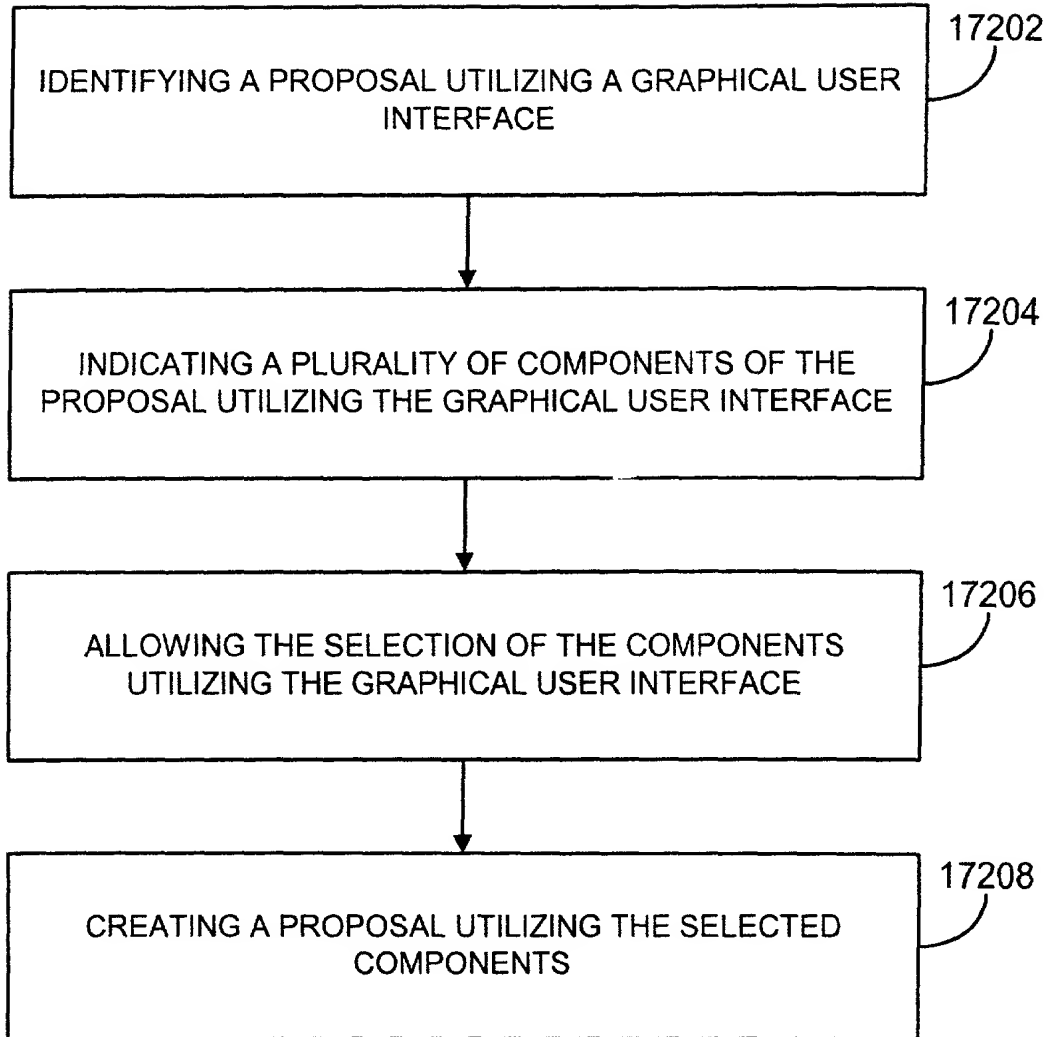 17202
IDENTIFYING A PROPOSAL UTILIZING A GRAPHICAL USER
INTERFACE
17204
INDICATING A PLURALITY OF COMPONENTS OF THE
PROPOSAL UTILIZING THE GRAPHICAL USER INTERFACE
17206
ALLOWING THE SELECTION OF THE COMPONENTS
UTILIZING THE GRAPHICAL USER INTERFACE
17208
CREATING A PROPOSAL UTILIZING THE SELECTED
COMPONENTS